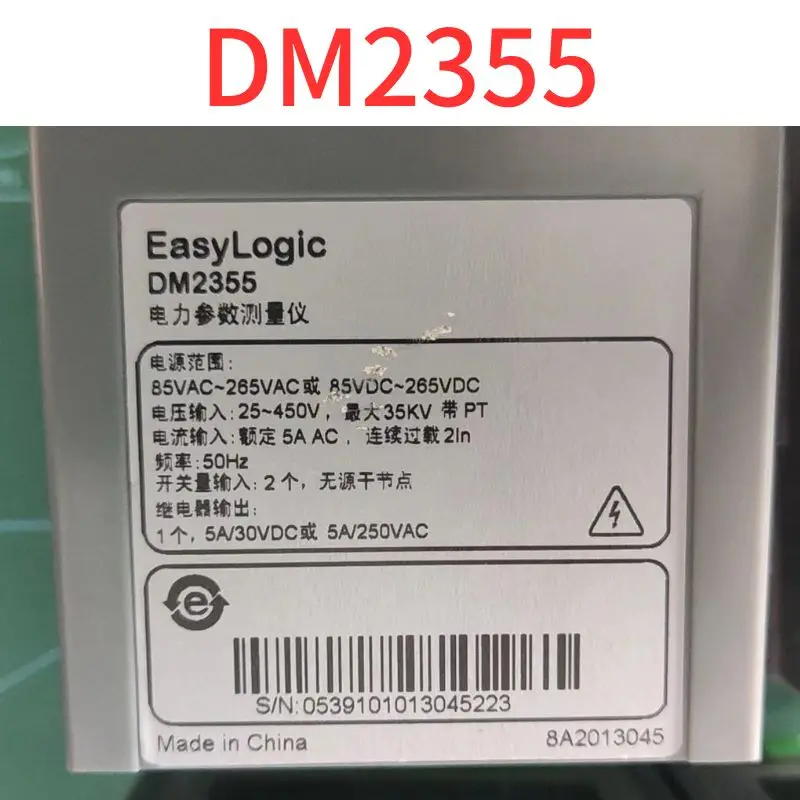 DM2355
EasyLogic
DM2355
电力参数测量仪
电源范围:
85VAC~265VAC或 85VDC~265VDC
电压输入: 25~450V, 最大35KV 带 PT
电流输入: 额定 5A AC, 连续过载 2In
频率: 50Hz
开关量输入: 2 个, 无源干节点
继电器输出:
1个, 5A/30VDC或 5A/250VAC
e
S/N: 0539101013045223
Made in China
8A2013045